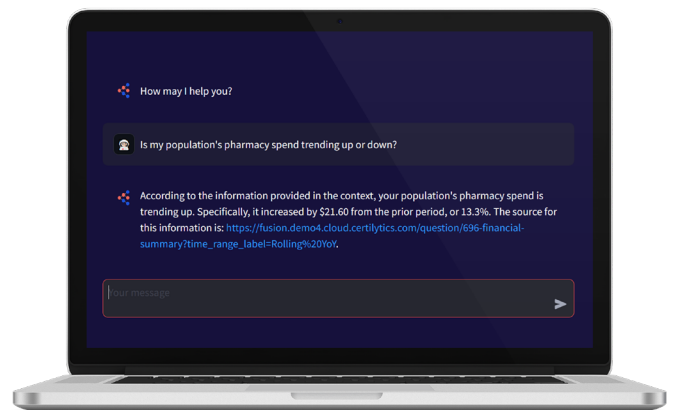 How may I help you?
Is my population's pharmacy spend trending up or down?
According to the information provided in the context, your population's pharmacy spend is
trending up. Specifically, it increased by $21.60 from the prior period, or 13.3%. The source for
this information is: https://fusion.demo4.cloud.certilytics.com/question/696-financial-
summary?time_range_label=Rolling%20YoY.
Your message